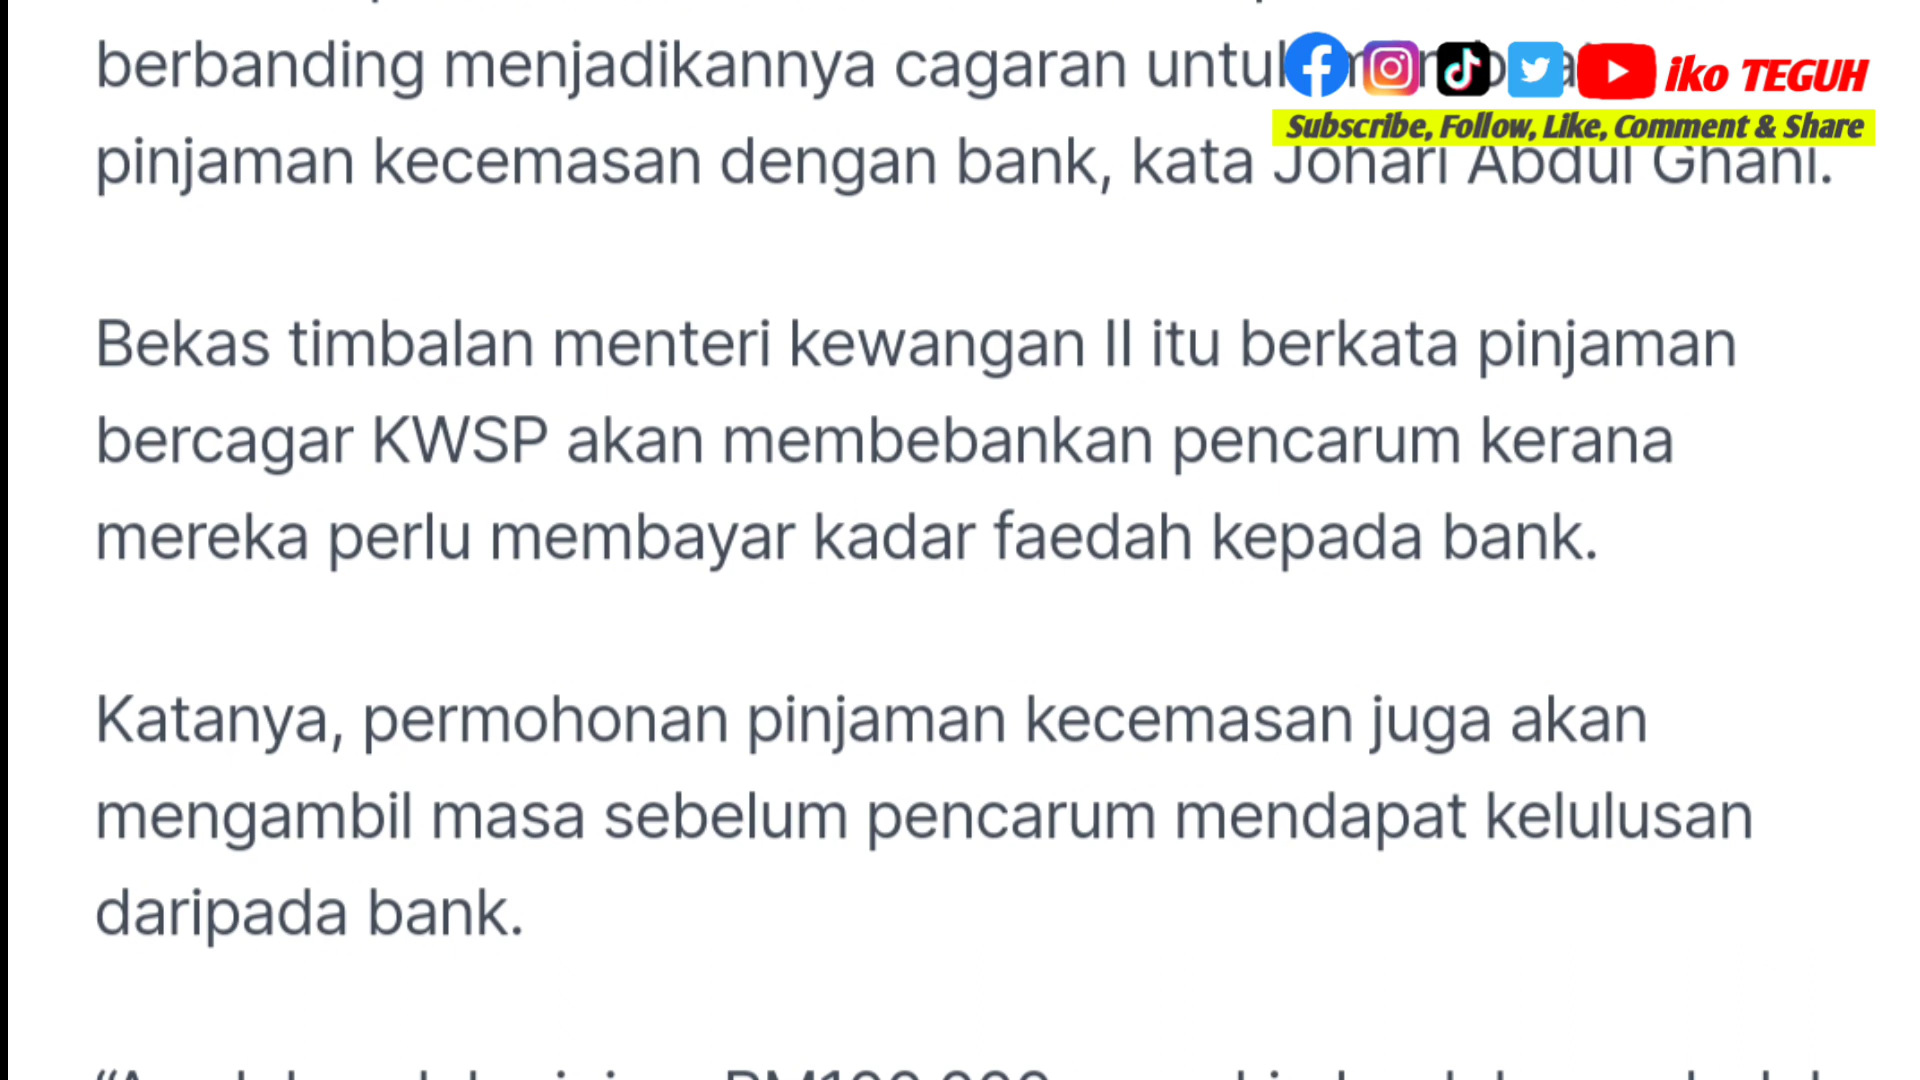 berbanding menjadikannya cagaran untuk
iko TEGUH
Subscribe, Follow, Like, Comment & Share
pinjaman kecemasan dengan bank, kata Johari Abdul Ghani.
Bekas timbalan menteri kewangan II itu berkata pinjaman
bercagar KWSP akan membebankan pencarum kerana
mereka perlu membayar kadar faedah kepada bank.
Katanya, permohonan pinjaman kecemasan juga akan
mengambil masa sebelum pencarum mendapat kelulusan
daripada bank.